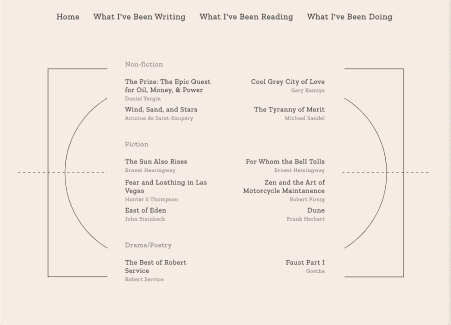 Home What I've Been Writing What I've Been Reading What I've Been Doing
Non-fiction
The Prize: The Epic Quest
for Oil, Money, & Power
Daniel Yergin
Cool Grey City of Love
Gary Kamiya
Wind, Sand, and Stars
Antoine de Saint-Exupéry
The Tyranny of Merit
Michael Sandel
Fiction
The Sun Also Rises
Ernest Hemingway
For Whom the Bell Tolls
Ernest Hemingway
Fear and Loathing in Las
Vegas
Hunter S Thompson
Zen and the Art of
Motorcycle Maintanence
Robert Pirsig
East of Eden
John Steinbeck
Dune
Frank Herbert
Drama/Poetry
The Best of Robert
Service
Robert Service
Faust Part I
Goethe